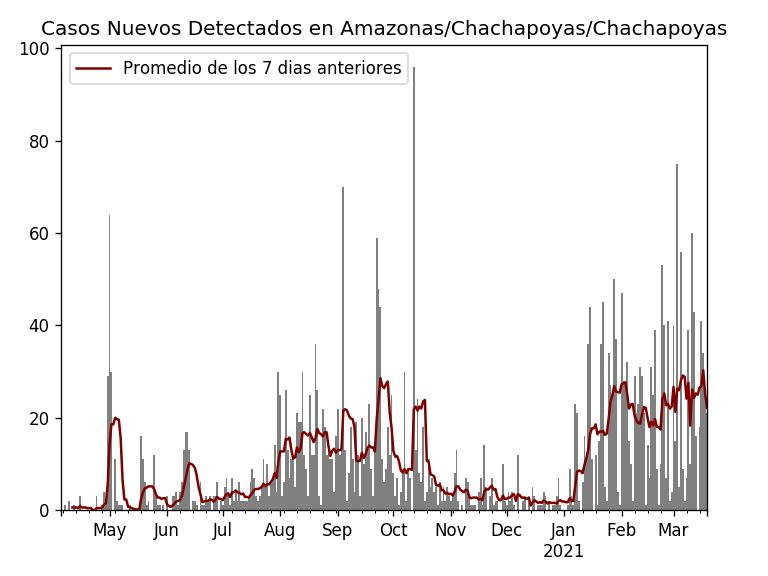 Casos Nuevos Detectados en Amazonas/Chachapoyas/Chachapoyas
Promedio de los 7 dias anteriores
100
80
60
40
20
0
May Jun Jul Aug Sep Oct Nov Dec Jan Feb Mar
2021